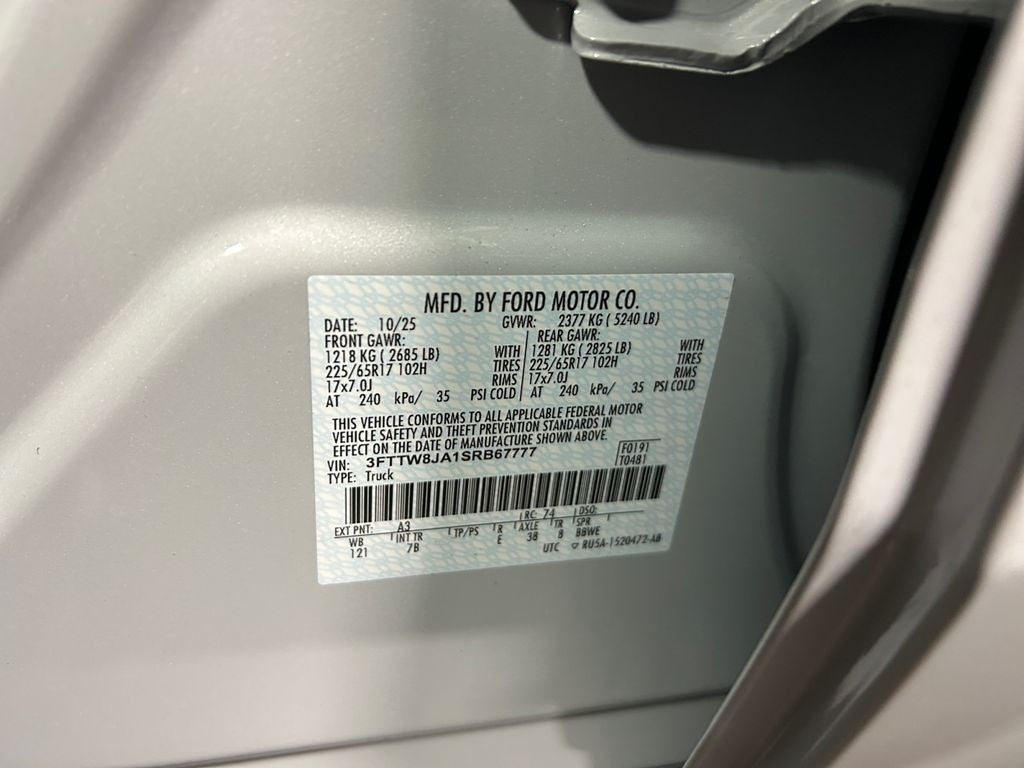 MFD. BY FORD MOTOR CO.
DATE: 10/25 GVWR: 2377 KG ( 5240 LB)
FRONT GAWR: REAR GAWR:
1218 KG ( 2685 LB) WITH 1281 KG ( 2825 LB) WITH
225/65R17 102H TIRES 225/65R17 102H TIRES
17x7.0J RIMS 17x7.0J RIMS
AT 240 kPa/ 35 PSI COLD AT 240 kPa/ 35 PSI COLD
THIS VEHICLE CONFORMS TO ALL APPLICABLE FEDERAL MOTOR
VEHICLE SAFETY AND THEFT PREVENTION STANDARDS IN
EFFECT ON THE DATE OF MANUFACTURE SHOWN ABOVE.
VIN: 3FTTW8JA1SRB67777 F0191
TYPE: Truck T0481
EXT PNT: A3 RC: 74 DSO:
WB INT TR TP/PS R AXLE TR SPR
121 7B E 38 8 BBWE
UTC ▽ RU5A-1520472-AB